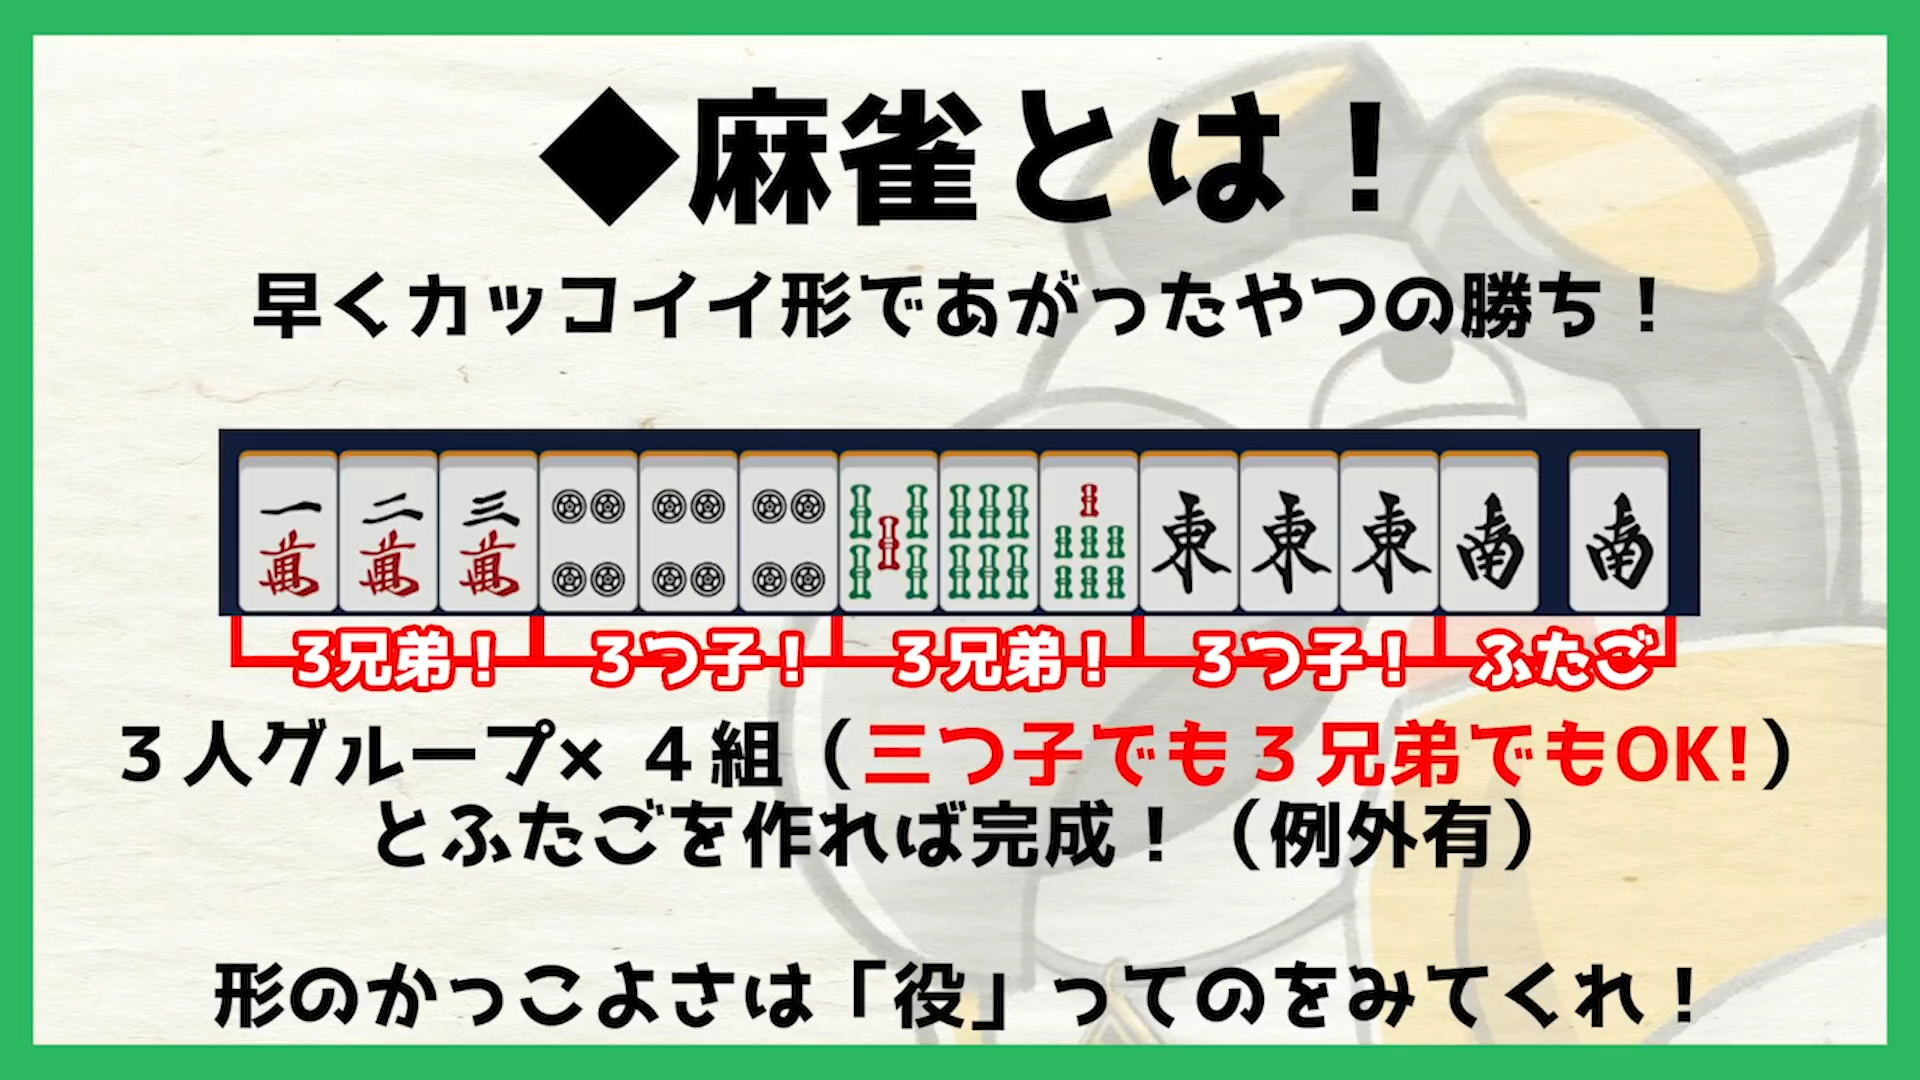 ◆麻雀とは！
早くカッコイイ形であがったやつの勝ち！
一萬 二萬 三萬 東 東 東 南 南
3兄弟！ 3つ子！ 3兄弟！ 3つ子！ ふたご
３人グループ×４組（三つ子でも３兄弟でもOK!）
とふたごを作れば完成！（例外有）
形のかっこよさは「役」ってのをみてくれ！